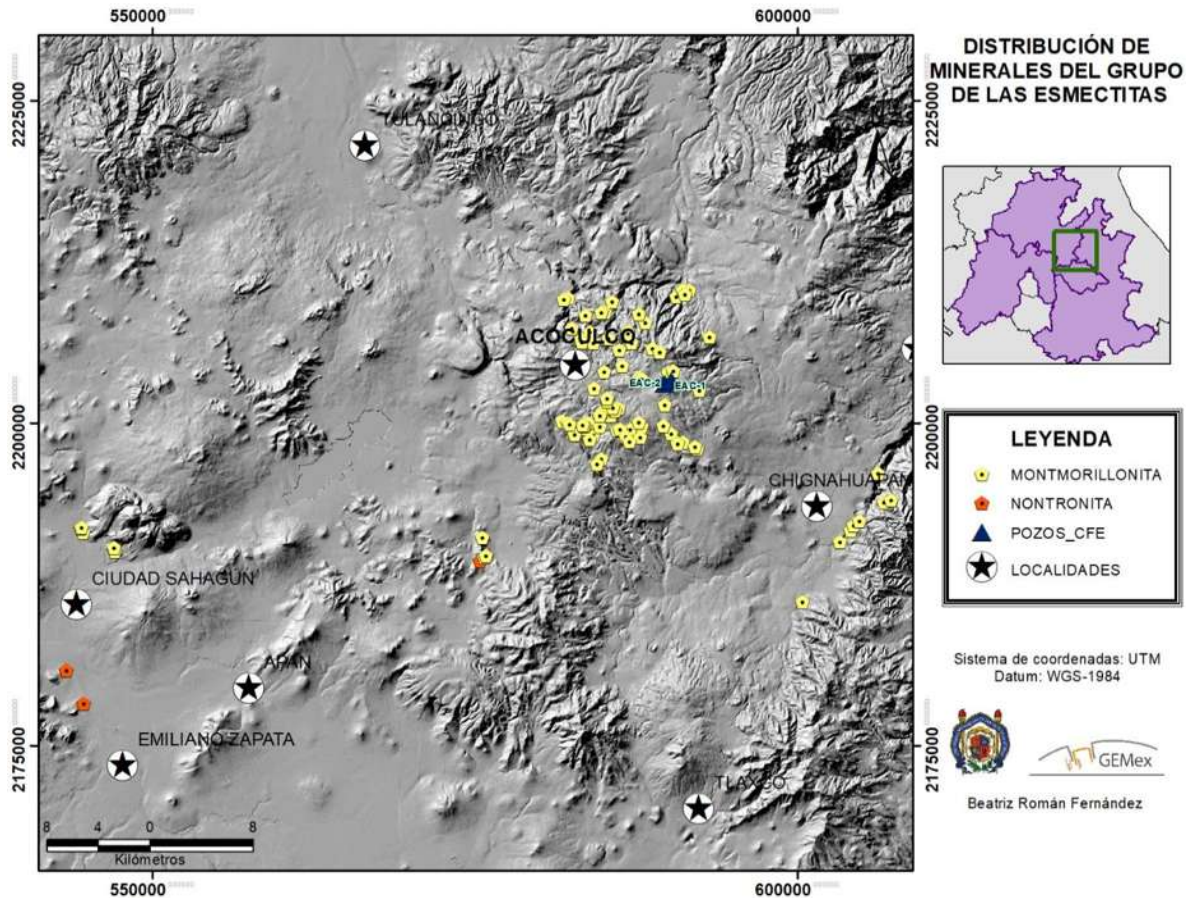 550000
600000
DISTRIBUCIÓN DE
MINERALES DEL GRUPO
DE LAS ESMECTITAS
2225000
2225000
TULANCINGO
ACOCULCO
EAC-2
EAC-1
2200000
2200000
CHIGNAHUAPAN
CIUDAD SAHAGÚN
APAN
EMILIANO ZAPATA
TLAXCO
2175000
2175000
8 4 0 8
Kilómetros
550000
600000
LEYENDA
MONTMORILLONITA
NONTRONITA
POZOS_CFE
LOCALIDADES
Sistema de coordenadas: UTM
Datum: WGS-1984
GEMex
Beatriz Román Fernández